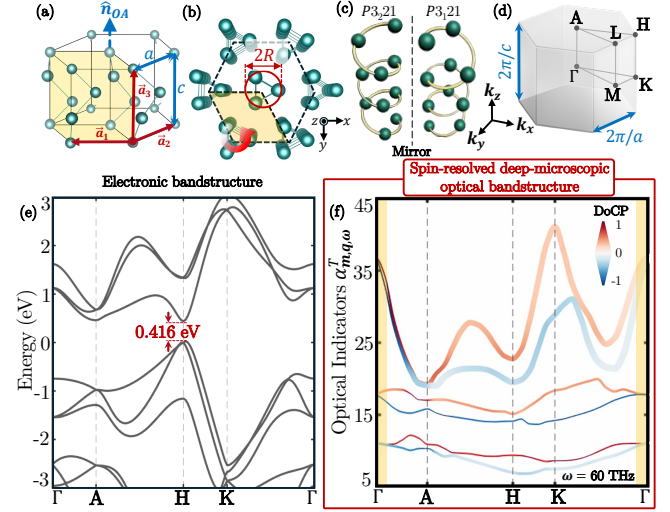 (a)
n̂OA
a
c
a⃗3
a⃗1
a⃗2
(b)
2R
z
x
y
(c)
P3₂21
P3₁21
Mirror
(d)
2π/c
A
H
L
Γ
K
M
kz
kx
ky
2π/a
Electronic bandstructure
Spin-resolved deep-microscopic
optical bandstructure
(e)
Energy (eV)
3
2
1
0
-1
-2
-3
0.416 eV
Γ
A
H
K
Γ
(f)
Optical Indicators α^T_{m,q,ω}
45
35
25
15
5
DoCP
1
0
-1
ω = 60 THz
Γ
A
H
K
Γ